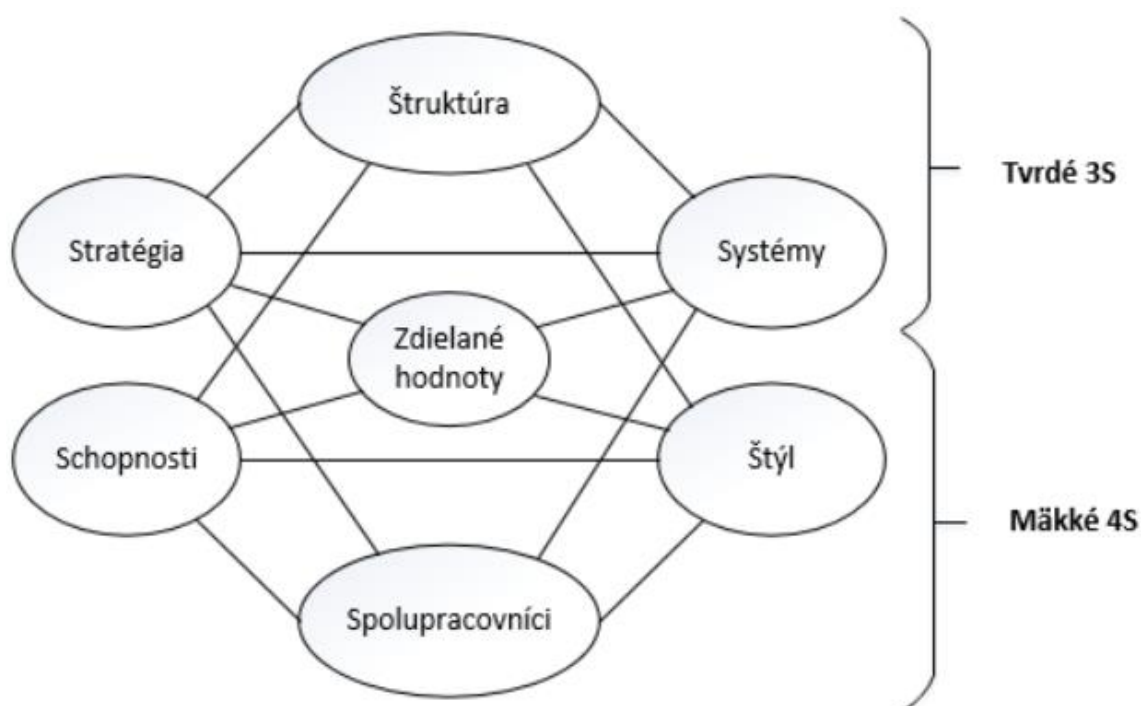 Štruktúra
Tvrdé 3S
Stratégia
Systémy
Zdielané
hodnoty
Schopnosti
Štýl
Mäkké 4S
Spolupracovníci